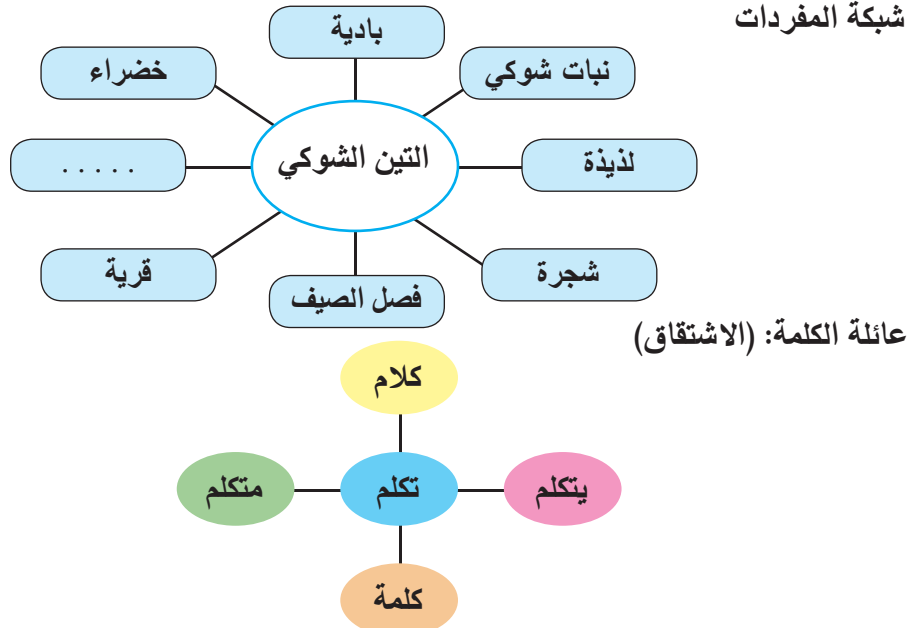 شبكة المفردات
بادية
نبات شوكي
خضراء
التين الشوكي
لذيذة
. . . . .
شجرة
قرية
فصل الصيف
عائلة الكلمة: (الاشتقاق)
كلام
يتكلم
تكلم
متكلم
كلمة